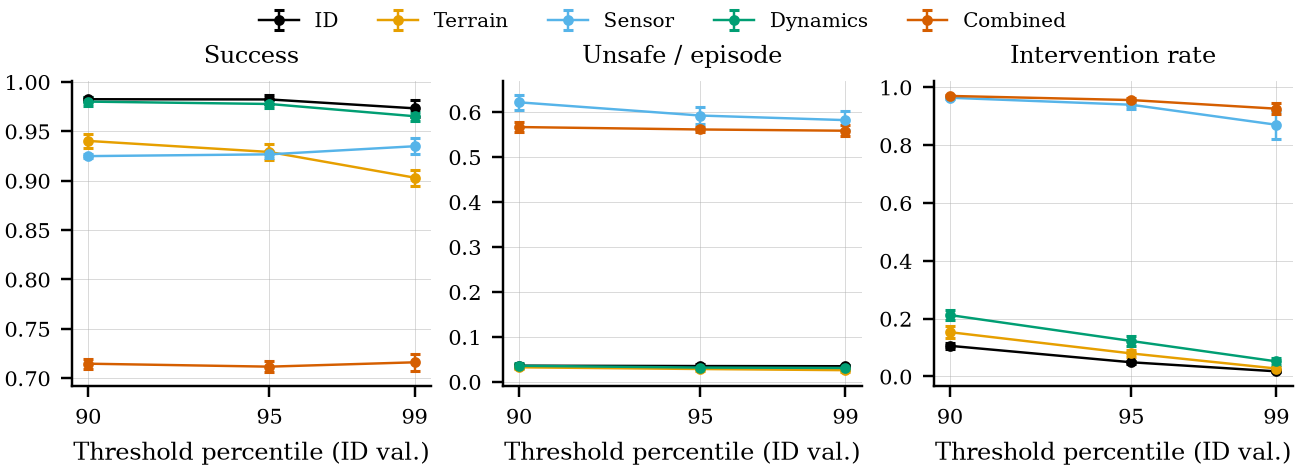 ID Terrain Sensor Dynamics Combined
Success Unsafe / episode Intervention rate
1.00
0.95
0.90
0.85
0.80
0.75
0.70
90 95 99
Threshold percentile (ID val.)
0.6
0.5
0.4
0.3
0.2
0.1
0.0
90 95 99
Threshold percentile (ID val.)
1.0
0.8
0.6
0.4
0.2
0.0
90 95 99
Threshold percentile (ID val.)